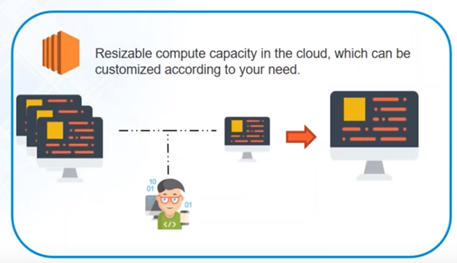 Resizable compute capacity in the cloud, which can be
customized according to your need.
10
01
01
</>